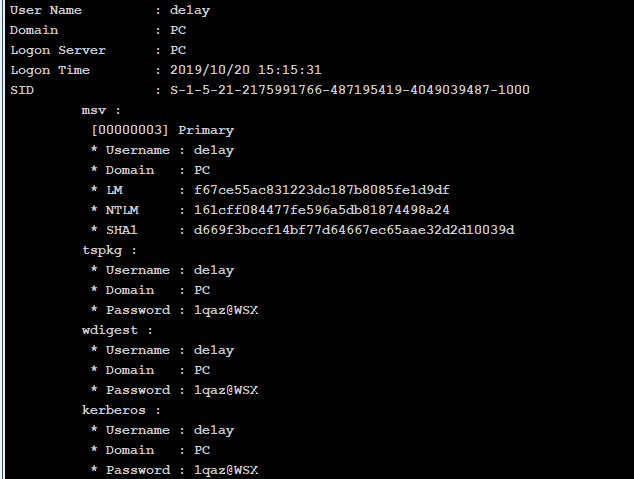 User Name         : de1ay
Domain            : PC
Logon Server      : PC
Logon Time        : 2019/10/20 15:15:31
SID               : S-1-5-21-2175991766-487195419-4049039487-1000
msv :
[00000003] Primary
* Username : de1ay
* Domain   : PC
* LM       : f67ce55ac831223dc187b8085fe1d9df
* NTLM     : 161cff084477fe596a5db81874498a24
* SHA1     : d669f3bccf14bf77d64667ec65aae32d2d10039d
tspkg :
* Username : de1ay
* Domain   : PC
* Password : 1qaz@WSX
wdigest :
* Username : de1ay
* Domain   : PC
* Password : 1qaz@WSX
kerberos :
* Username : de1ay
* Domain   : PC
* Password : 1qaz@WSX